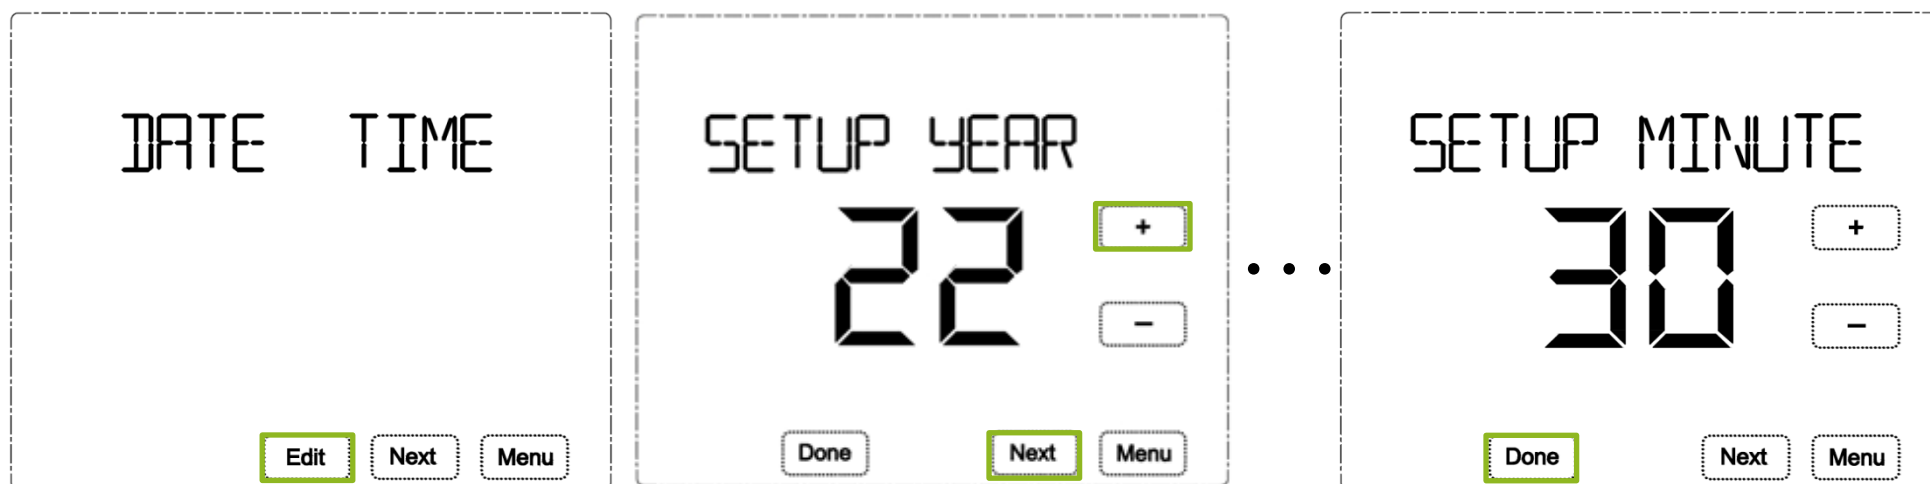 DATE TIME
Edit Next Menu
SETUP YEAR
22
+
−
Done Next Menu
• • •
SETUP MINUTE
30
+
−
Done Next Menu